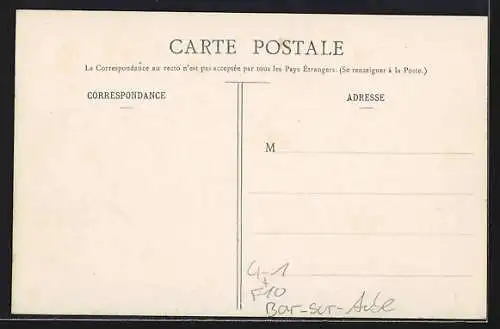 CARTE POSTALE
La Correspondance au recto n'est pas acceptée par tous les Pays Étrangers. (Se renseigner à la Poste.)
CORRESPONDANCE
ADRESSE
M
4-1
F10
Bar-sur-Aube